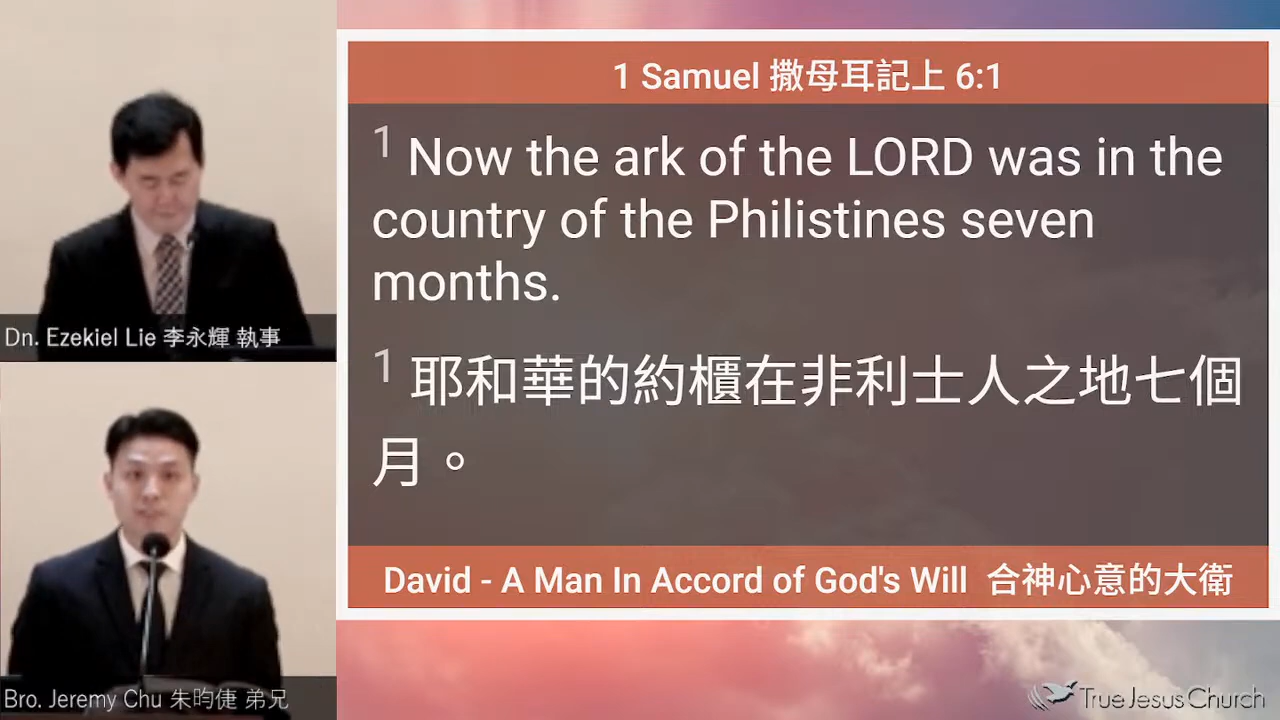 1 Samuel 撒母耳記上 6:1
1 Now the ark of the LORD was in the
country of the Philistines seven
months.
1 耶和華的約櫃在非利士人之地七個
月。
David - A Man In Accord of God's Will 合神心意的大衛
Dn. Ezekiel Lie 李永輝 執事
Bro. Jeremy Chu 朱昀倢 弟兄
True Jesus Church